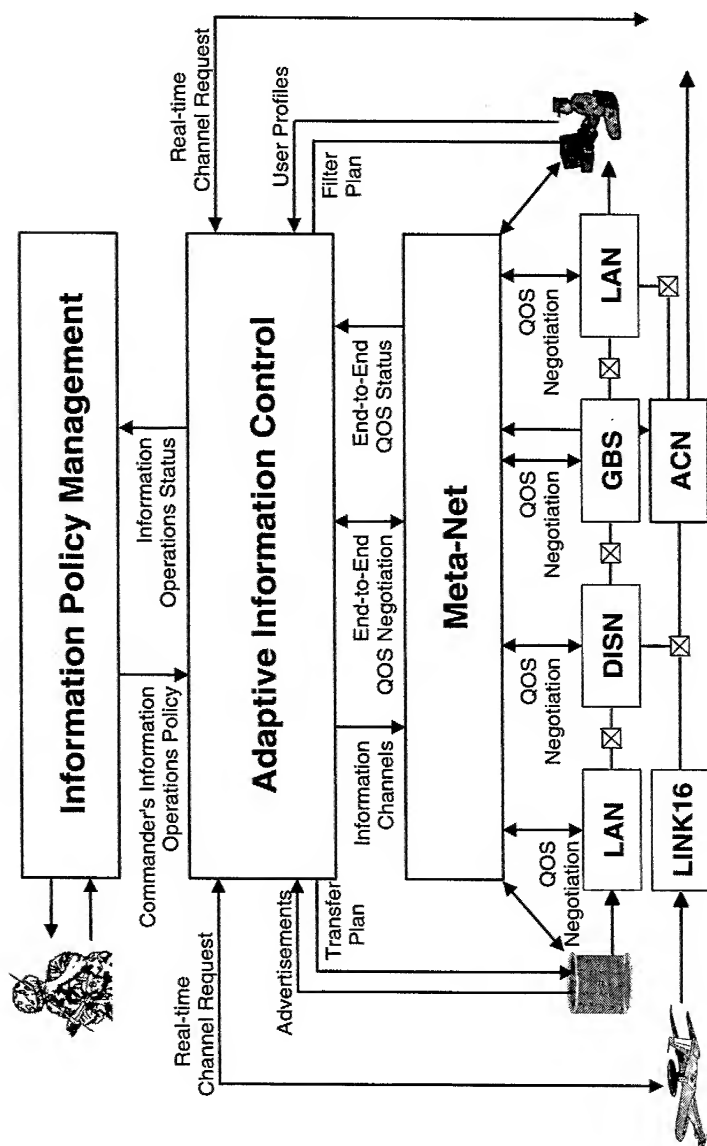 Information Policy Management
Commander's Information
Operations Policy
Information
Operations Status
Real-time
Channel Request
Real-time
Channel Request
Adaptive Information Control
Advertisements
Transfer
Plan
User Profiles
Filter
Plan
Information
Channels
End-to-End
QOS Negotiation
End-to-End
QOS Status
Meta-Net
QOS
Negotiation
QOS
Negotiation
QOS
Negotiation
QOS
Negotiation
LAN
DISN
GBS
LAN
LINK16
ACN